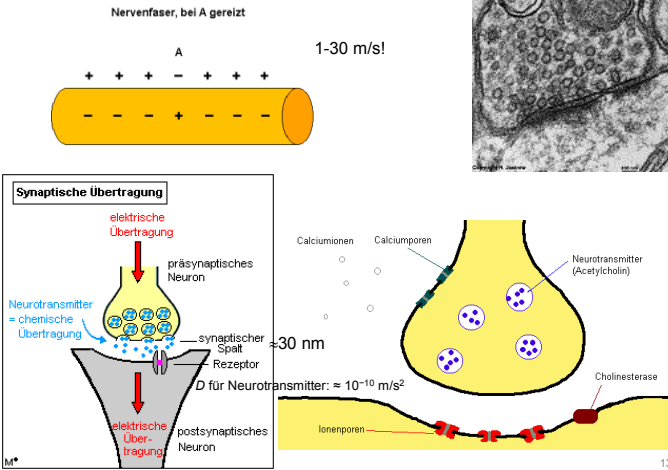 Nervenfaser, bei A gereizt
A
1-30 m/s!
+ + + − + + +
− − − + − − −
Synaptische Übertragung
elektrische
Übertragung
präsynaptisches
Neuron
Neurotransmitter
= chemische
Übertragung
synaptischer
Spalt
≈30 nm
Rezeptor
D für Neurotransmitter: ≈ 10⁻¹⁰ m/s²
elektrische
Über-
tragung
postsynaptisches
Neuron
M
Calciumionen
Calciumporen
Neurotransmitter
(Acetylcholin)
Cholinesterase
Ionenporen
13